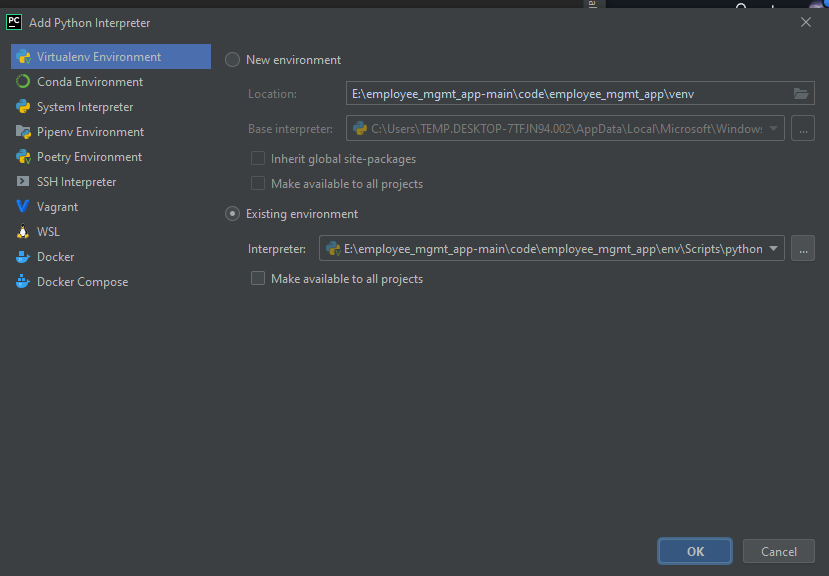 PC Add Python Interpreter
Virtualenv Environment
Conda Environment
System Interpreter
Pipenv Environment
Poetry Environment
SSH Interpreter
Vagrant
WSL
Docker
Docker Compose
New environment
Location: E:\employee_mgmt_app-main\code\employee_mgmt_app\venv
Base interpreter: C:\Users\TEMP.DESKTOP-7TFJN94.002\AppData\Local\Microsoft\Windows ...
Inherit global site-packages
Make available to all projects
Existing environment
Interpreter: E:\employee_mgmt_app-main\code\employee_mgmt_app\env\Scripts\python ...
Make available to all projects
OK Cancel